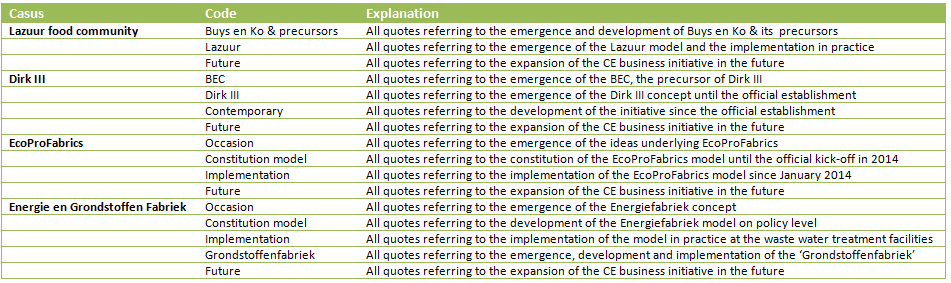 Casus Code Explanation
Lazuur food community Buys en Ko & precursors All quotes referring to the emergence and development of Buys en Ko & its precursors
Lazuur All quotes referring to the emergence of the Lazuur model and the implementation in practice
Future All quotes referring to the expansion of the CE business initiative in the future
Dirk III BEC All quotes referring to the emergence of the BEC, the precursor of Dirk III
Dirk III All quotes referring to the emergence of the Dirk III concept until the official establishment
Contemporary All quotes referring to the development of the initiative since the official establishment
Future All quotes referring to the expansion of the CE business initiative in the future
EcoProFabrics Occasion All quotes referring to the emergence of the ideas underlying EcoProFabrics
Constitution model All quotes referring to the constitution of the EcoProFabrics model until the official kick-off in 2014
Implementation All quotes referring to the implementation of the EcoProFabrics model since January 2014
Future All quotes referring to the expansion of the CE business initiative in the future
Energie en Grondstoffen Fabriek Occasion All quotes referring to the emergence of the Energiefabriek concept
Constitution model All quotes referring to the development of the Energiefabriek model on policy level
Implementation All quotes referring to the implementation of the model in practice at the waste water treatment facilities
Grondstoffenfabriek All quotes referring to the emergence, development and implementation of the ‘Grondstoffenfabriek’
Future All quotes referring to the expansion of the CE business initiative in the future